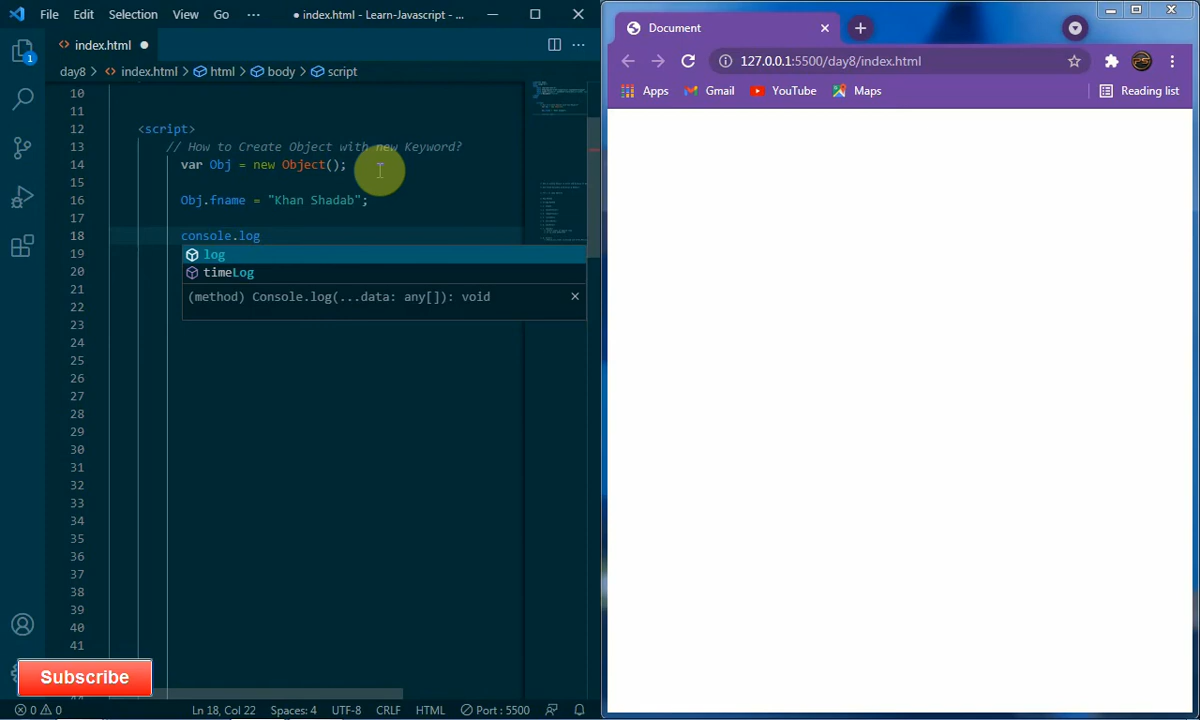 File Edit Selection View Go ··· ● index.html - Learn-Javascript - ...
index.html
day8 > index.html > html > body > script
10
11
12 <script>
13 // How to Create Object with new Keyword?
14 var Obj = new Object();
15
16 Obj.fname = "Khan Shadab";
17
18 console.log
19 log
20 timeLog
21 (method) Console.log(...data: any[]): void
22
23
24
25
26
27
28
29
30
31
32
33
34
35
36
37
38
39
40
41
1
Subscribe
0 0 Ln 18, Col 22 Spaces: 4 UTF-8 CRLF HTML Port : 5500
Document
127.0.0.1:5500/day8/index.html
Apps Gmail YouTube Maps Reading list